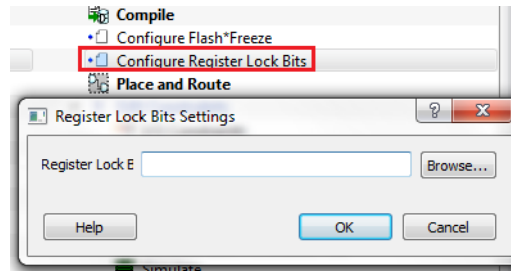 Compile
Configure Flash*Freeze
Configure Register Lock Bits
Place and Route
Register Lock Bits Settings
Register Lock B
Browse...
Help
OK
Cancel
Simulate